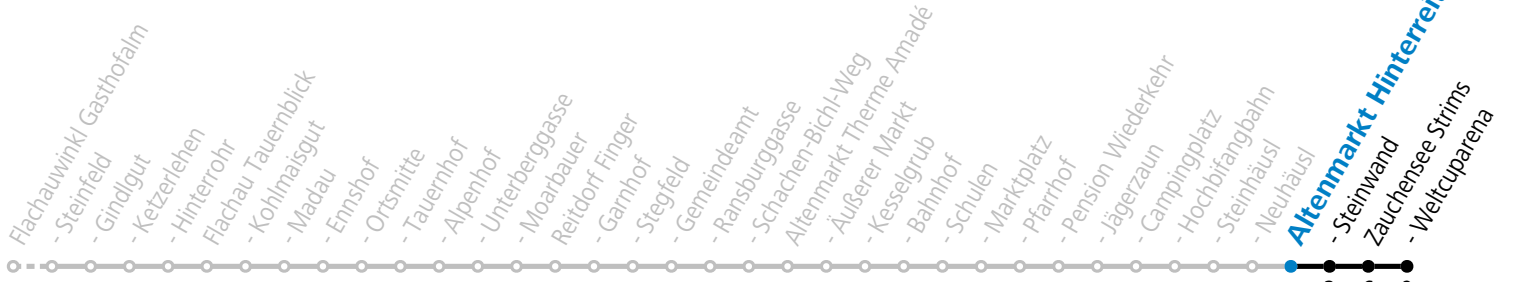 Flachauwinkl Gasthofalm
- Steinfeld
- Gindlgut
- Ketzerlehen
- Hinterrohr
Flachau Tauernblick
- Kohlmaisgut
- Madau
- Ennshof
- Ortsmitte
- Tauernhof
- Alpenhof
- Unterberggasse
- Moarbauer
Reitdorf Finger
- Garnhof
- Stegfeld
- Gemeindeamt
- Ransburggasse
- Schachen-Bichl-Weg
Altenmarkt Therme Amadé
- Äußerer Markt
- Kesselgrub
- Bahnhof
- Schulen
- Marktplatz
- Pfarrhof
- Pension Wiederkehr
- Jägerzaun
- Campingplatz
- Hochbifangbahn
- Steinhäusl
- Neuhäusl
Altenmarkt
- Steinwand
Zauchensee Strims
- Weltcuparena